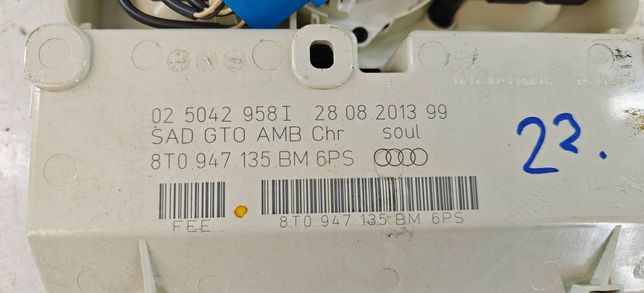 02 5042 958I 28.08.2013 99
SAD GTO AMB Chr soul
8T0.947.135.BM 6PS
23.
FEE
8T0 947 135 BM 6PS